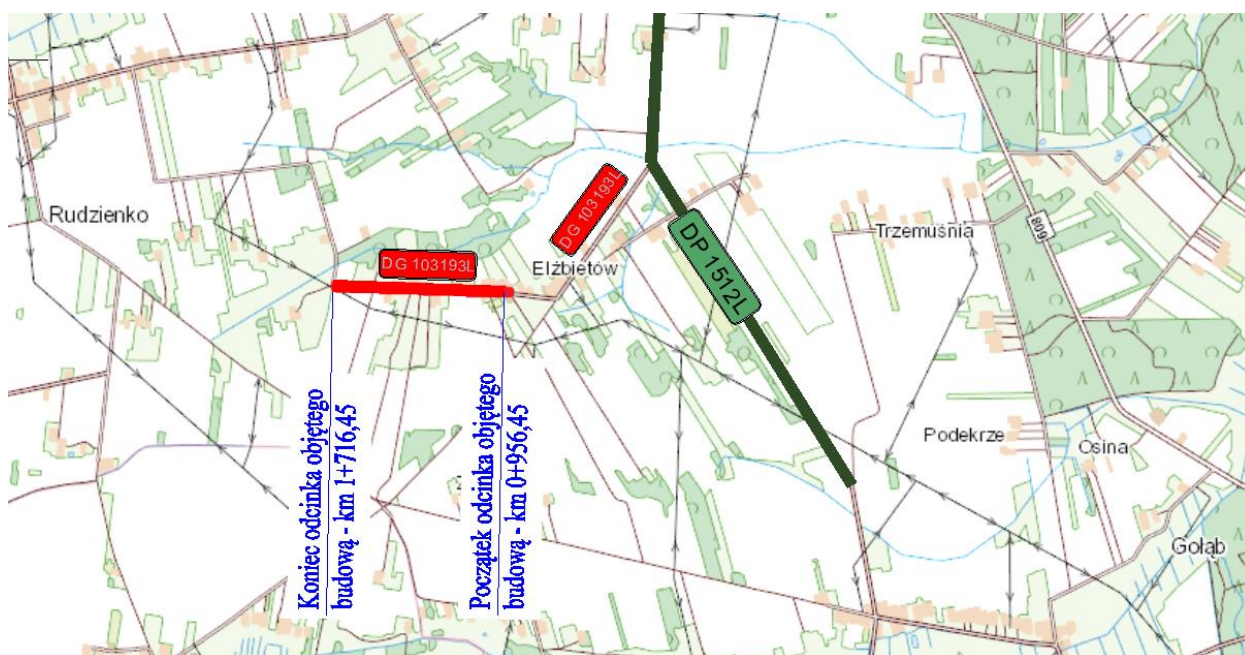 Rudzienko
DG 103193L
DG 103193L
Elżbietów
DP 1512L
Trzemuśnia
809
Podekrze
Osina
Gołąb
Koniec odcinka objętego
budową - km 1+716,45
Początek odcinka objętego
budową - km 0+956,45